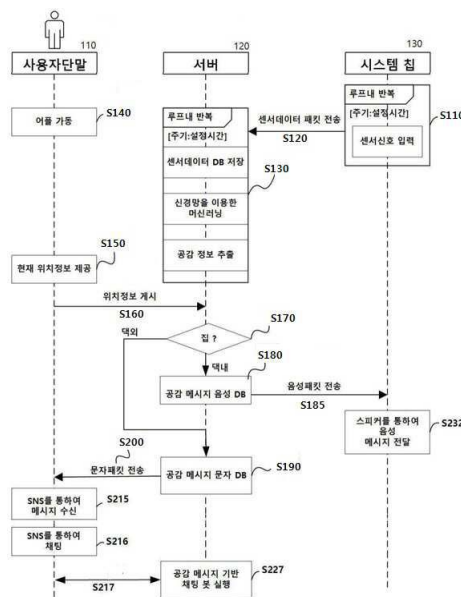 110
120
130
사용자단말
서버
시스템 칩
어플 가동
S140
루프내 반복
[주기:설정시간]
센서데이터 패킷 전송
S120
루프내 반복
[주기:설정시간]
S110
센서신호 입력
센서데이터 DB 저장
S130
신경망을 이용한
머신러닝
공감 정보 추출
S150
현재 위치정보 제공
위치정보 게시
S160
S170
집 ?
댁외
댁내
S180
공감 메시지 음성 DB
음성패킷 전송
S185
스피커를 통하여
음성
메시지 전달
S232
S200
문자패킷 전송
공감 메시지 문자 DB
S190
SNS를 통하여
메시지 수신
S215
SNS를 통하여
채팅
S216
S217
공감 메시지 기반
채팅 봇 실행
S227